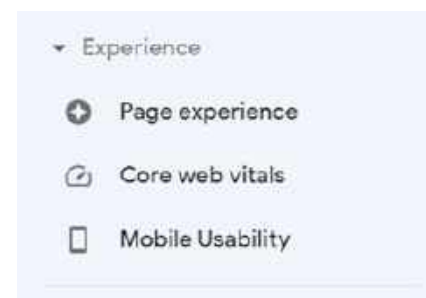 Experience
Page experience
Core web vitals
Mobile Usability